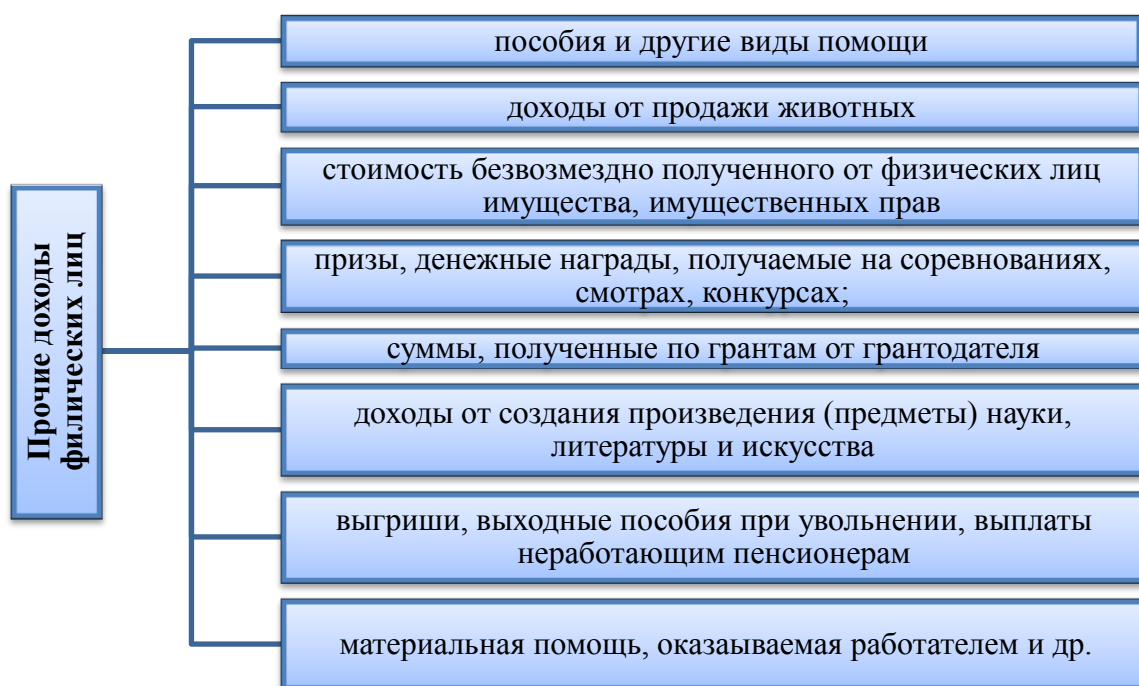 Прочие доходы
филических лиц
пособия и другие виды помощи
доходы от продажи животных
стоимость безвозмездно полученного от физических лиц
имущества, имущественных прав
призы, денежные награды, получаемые на соревнованиях,
смотрах, конкурсах;
суммы, полученные по грантам от грантодателя
доходы от создания произведения (предметы) науки,
литературы и искусства
выгриши, выходные пособия при увольнении, выплаты
неработающим пенсионерам
материальная помощь, оказаываемая работателем и др.